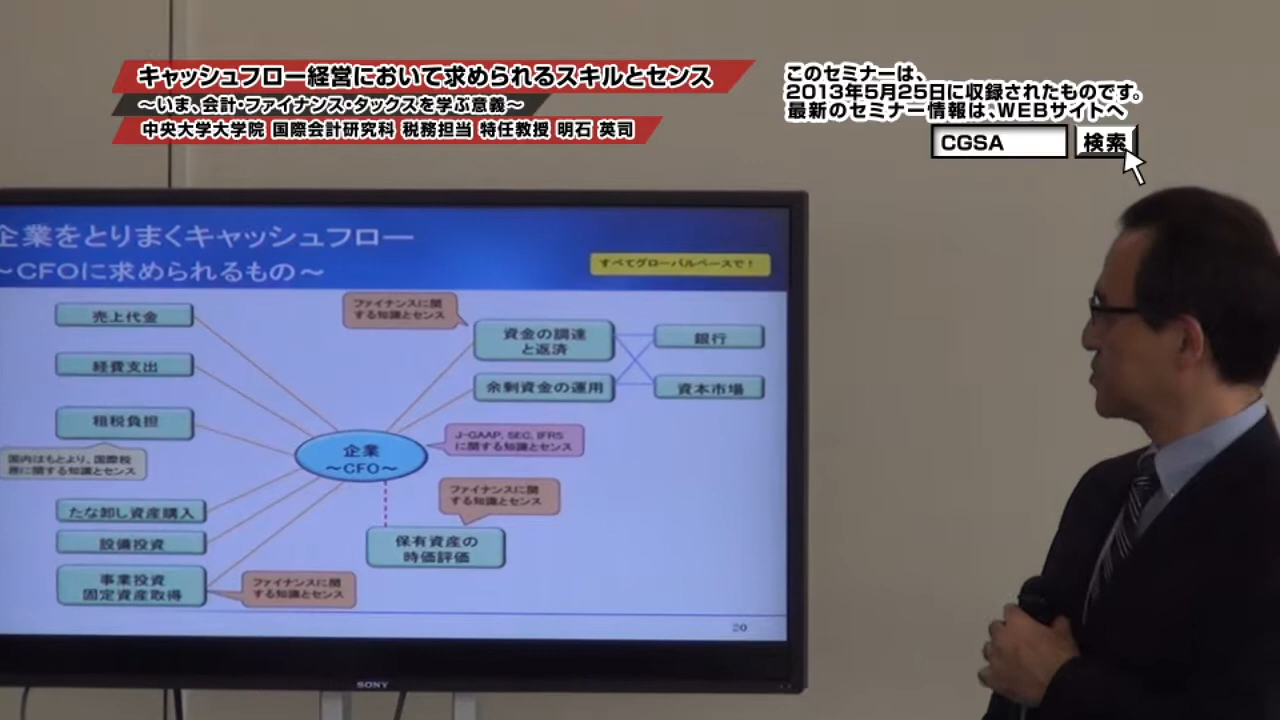 キャッシュフロー経営において求められるスキルとセンス
～いま、会計・ファイナンス・タックスを学ぶ意義～
中央大学大学院 国際会計研究科 税務担当 特任教授 明石 英司
このセミナーは、
2013年5月25日に収録されたものです。
最新のセミナー情報は、WEBサイトへ
CGSA
検索
企業をとりまくキャッシュフロー
～CFOに求められるもの～
すべてグローバルベースで！
売上代金
経費支出
租税負担
国内はもとより、国際税
務に関する知識とセンス
たな卸し資産購入
設備投資
事業投資
固定資産取得
ファイナンスに関
する知識とセンス
企業
～CFO～
ファイナンスに関
する知識とセンス
資金の調達
と返済
余剰資金の運用
銀行
資本市場
J-GAAP, SEC, IFRS
に関する知識とセンス
ファイナンスに関
する知識とセンス
保有資産の
時価評価
20
SONY